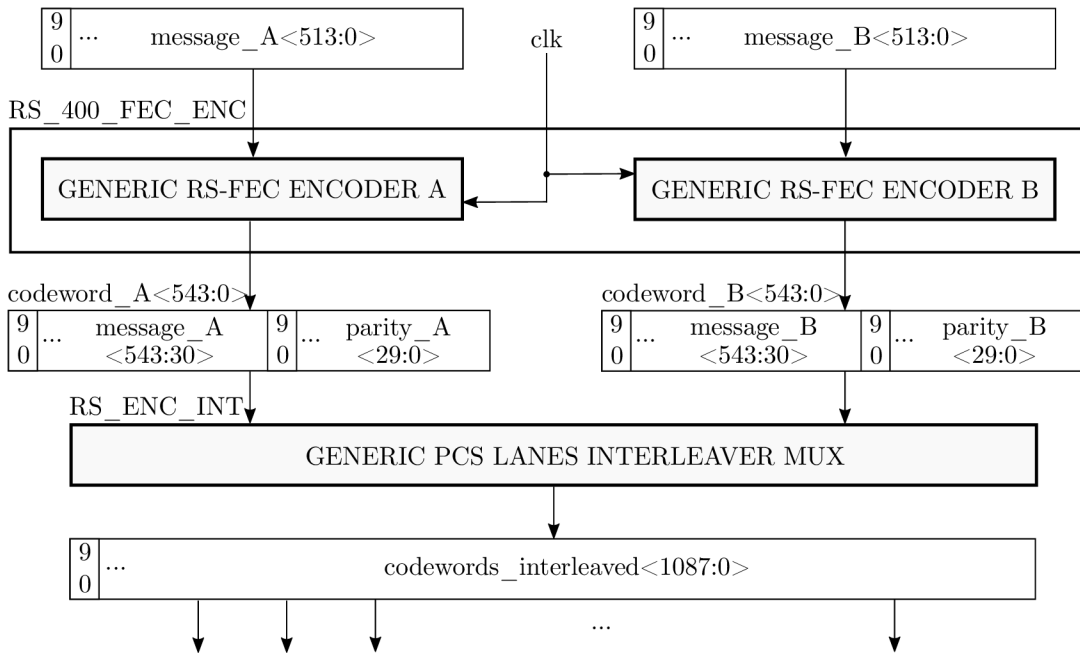 9
0
... message_A<513:0>
clk
9
0
... message_B<513:0>
RS_400_FEC_ENC
GENERIC RS-FEC ENCODER A
GENERIC RS-FEC ENCODER B
codeword_A<543:0>
9
0
... message_A
<543:30>
9
0
... parity_A
<29:0>
codeword_B<543:0>
9
0
... message_B
<543:30>
9
0
... parity_B
<29:0>
RS_ENC_INT
GENERIC PCS LANES INTERLEAVER MUX
9
0
... codewords_interleaved<1087:0>
...